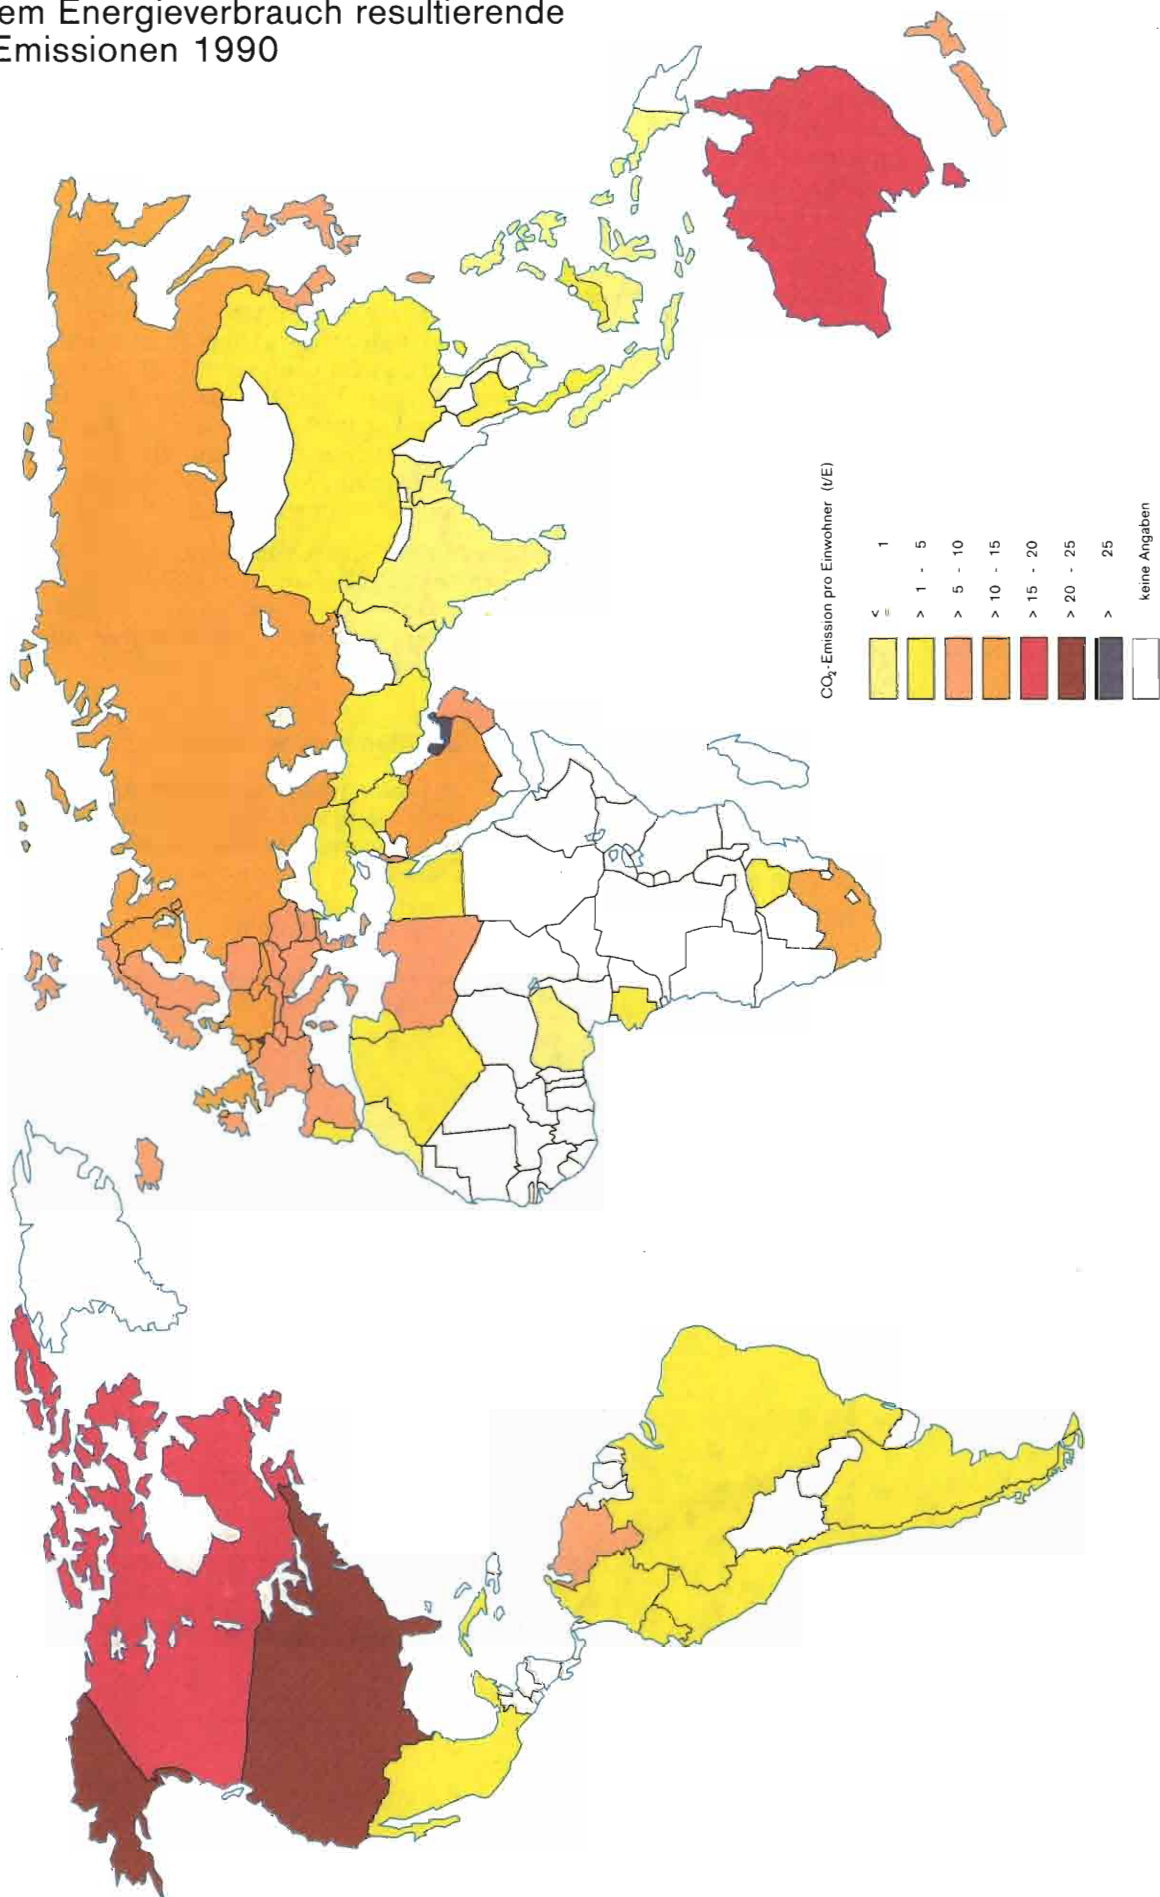 em Energieverbrauch resultierende
Emissionen 1990
CO₂-Emission pro Einwohner (t/E)
<= 1
> 1 - 5
> 5 - 10
> 10 - 15
> 15 - 20
> 20 - 25
> 25
keine Angaben